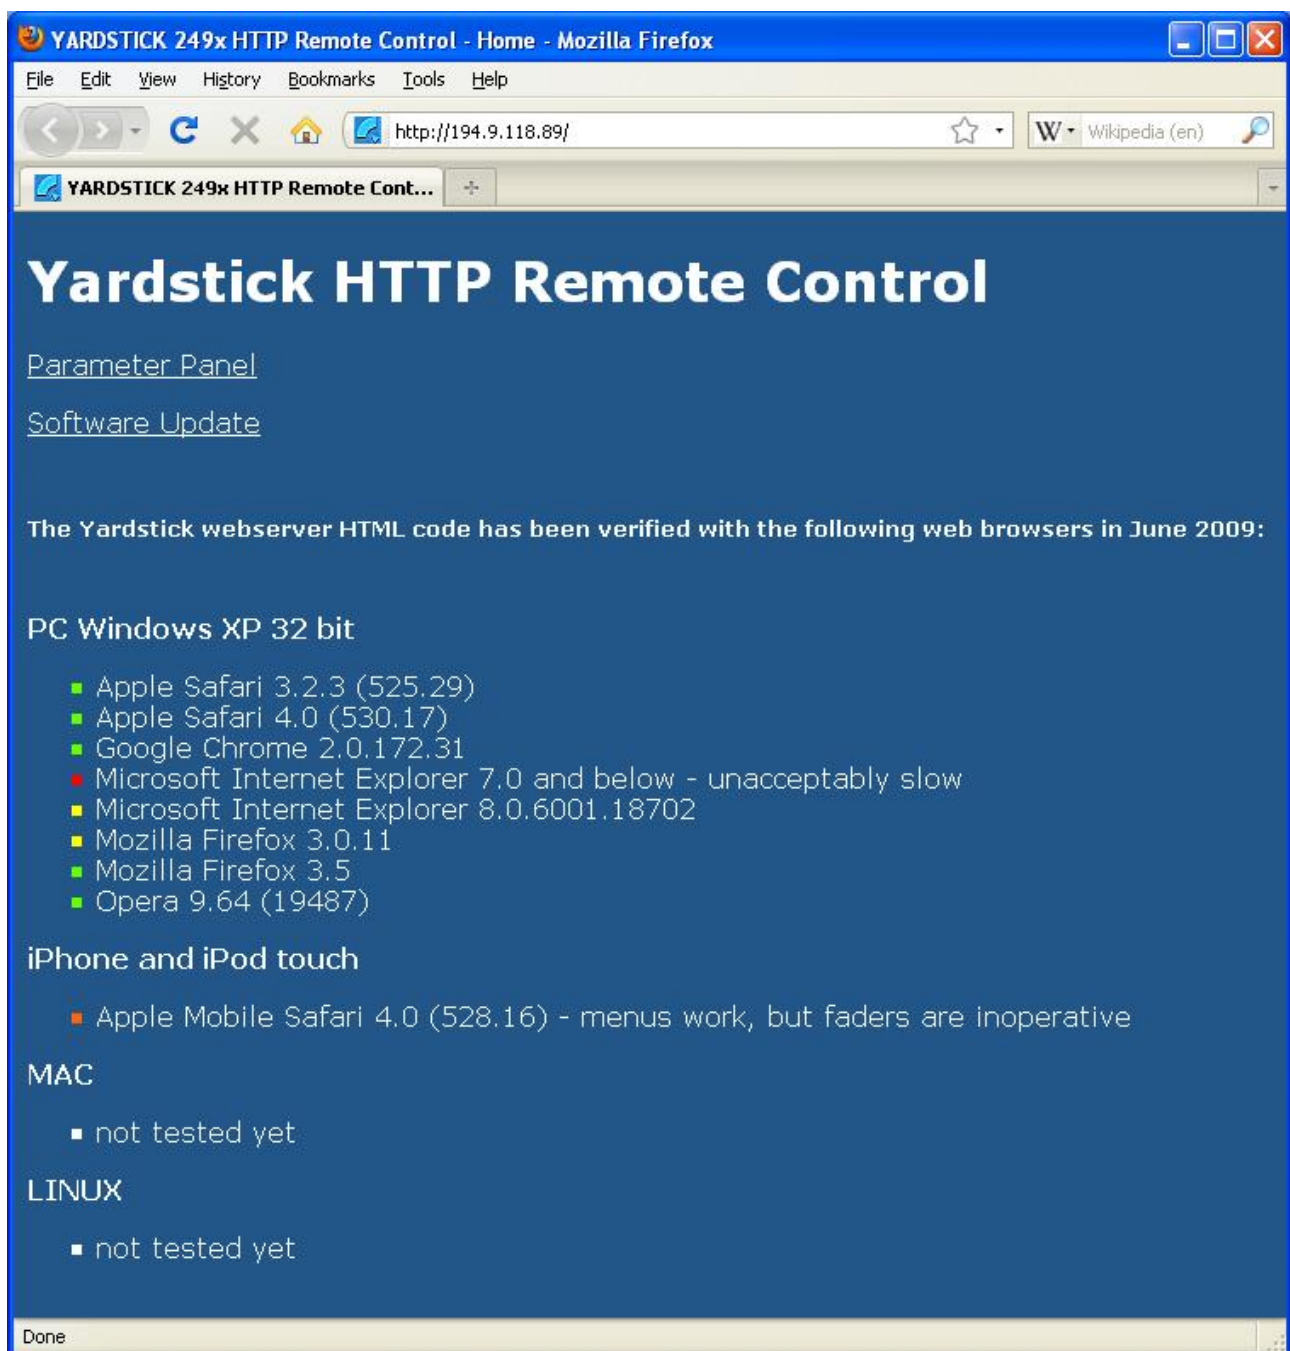 YARDSTICK 249x HTTP Remote Control - Home - Mozilla Firefox
File Edit View History Bookmarks Tools Help
http://194.9.118.89/ W Wikipedia (en)
YARDSTICK 249x HTTP Remote Cont...
Yardstick HTTP Remote Control
Parameter Panel
Software Update
The Yardstick webserver HTML code has been verified with the following web browsers in June 2009:
PC Windows XP 32 bit
Apple Safari 3.2.3 (525.29)
Apple Safari 4.0 (530.17)
Google Chrome 2.0.172.31
Microsoft Internet Explorer 7.0 and below - unacceptably slow
Microsoft Internet Explorer 8.0.6001.18702
Mozilla Firefox 3.0.11
Mozilla Firefox 3.5
Opera 9.64 (19487)
iPhone and iPod touch
Apple Mobile Safari 4.0 (528.16) - menus work, but faders are inoperative
MAC
not tested yet
LINUX
not tested yet
Done